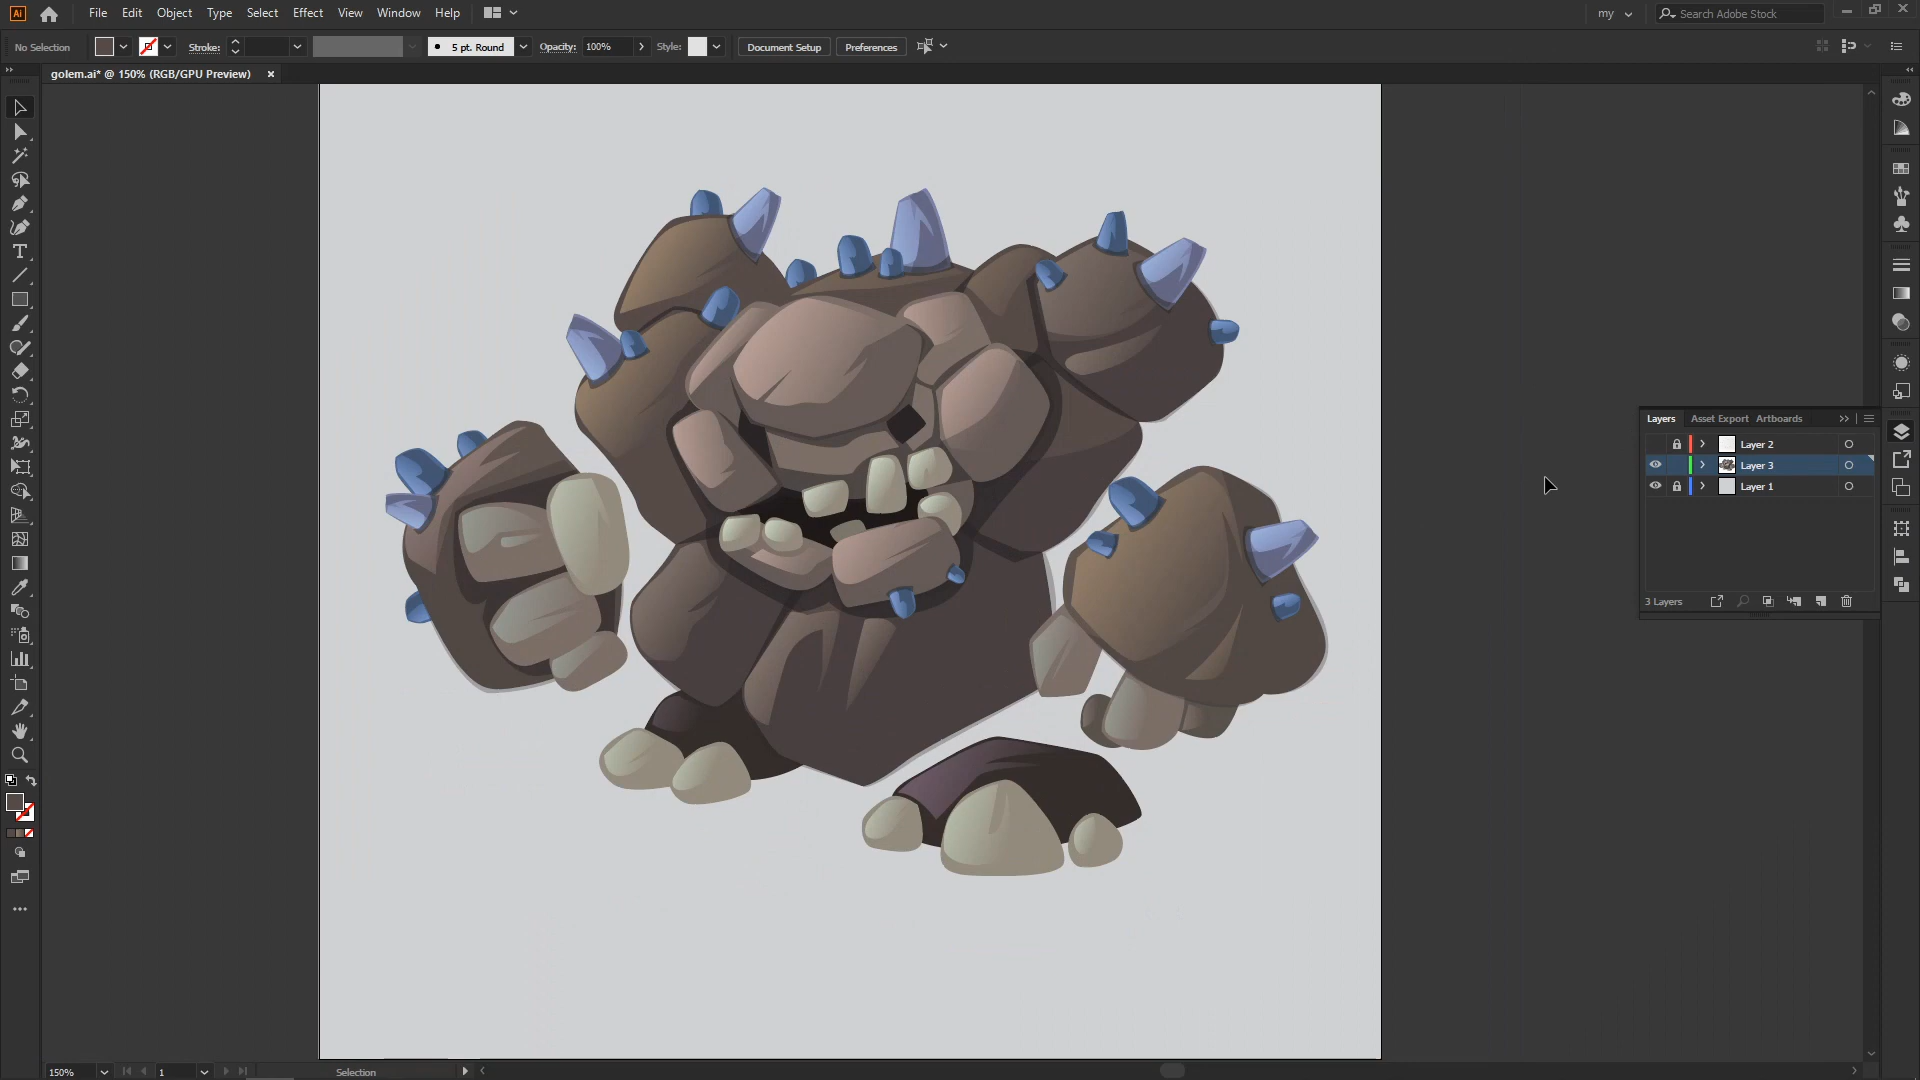 Ai File Edit Object Type Select Effect View Window Help my Search Adobe Stock
No Selection Stroke: 5 pt. Round Opacity: 100% Style: Document Setup Preferences
golem.ai* @ 150% (RGB/GPU Preview)
Layers Asset Export Artboards
Layer 2
Layer 3
Layer 1
3 Layers
150% 1 Selection